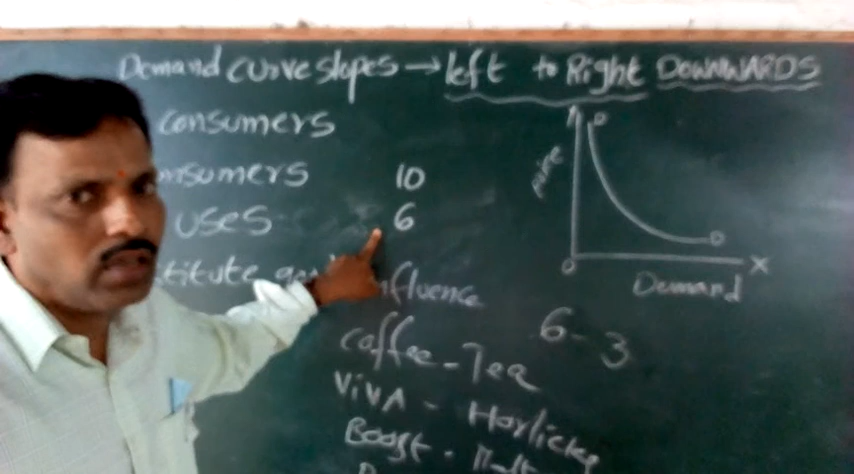 Demand curve slopes → left to Right DOWNWARDS
consumers
nsumers 10
uses 6
stitute nfluence
coffee - Tea
VIVA - Horlicks
Boost -
P
price
D
D
O
X
Demand
6 - 3